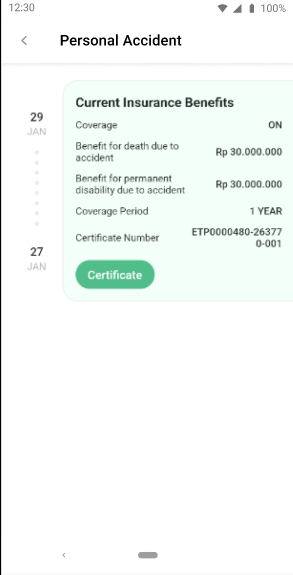 12:30
100%
Personal Accident
29
JAN
27
JAN
Current Insurance Benefits
Coverage ON
Benefit for death due to
accident Rp 30.000.000
Benefit for permanent
disability due to accident Rp 30.000.000
Coverage Period 1 YEAR
Certificate Number ETP0000480-26377
0-001
Certificate